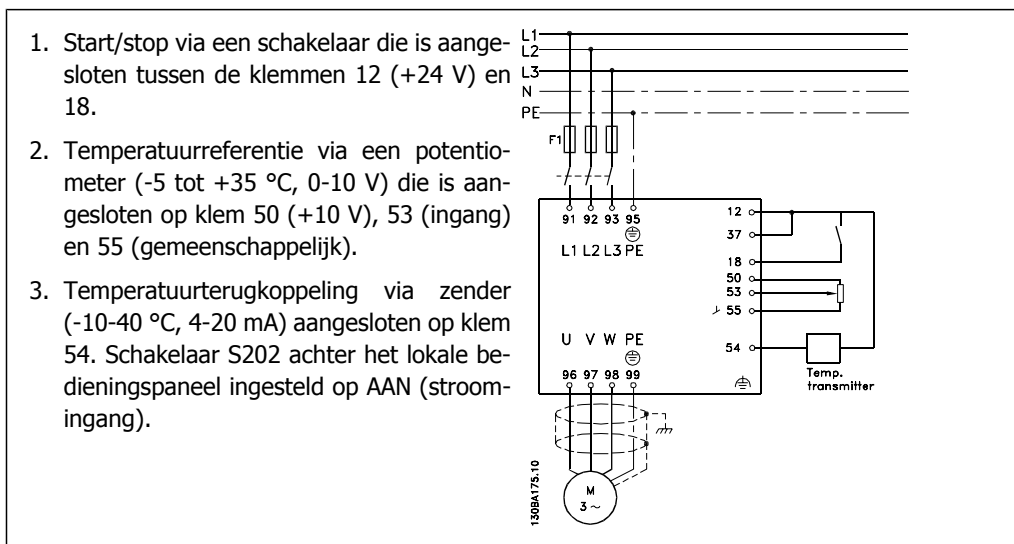 1. Start/stop via een schakelaar die is aange-
sloten tussen de klemmen 12 (+24 V) en
18.
2. Temperatuurreferentie via een potentio-
meter (-5 tot +35 °C, 0-10 V) die is aan-
gesloten op klem 50 (+10 V), 53 (ingang)
en 55 (gemeenschappelijk).
3. Temperatuurterugkoppeling via zender
(-10-40 °C, 4-20 mA) aangesloten op klem
54. Schakelaar S202 achter het lokale be-
dieningspaneel ingesteld op AAN (stroom-
ingang).
L1
L2
L3
N
PE
F1
91 92 93 95
L1 L2 L3 PE
12
37
18
50
53
55
54
Temp.
transmitter
U V W PE
96 97 98 99
M
3 ~
130BA175.10